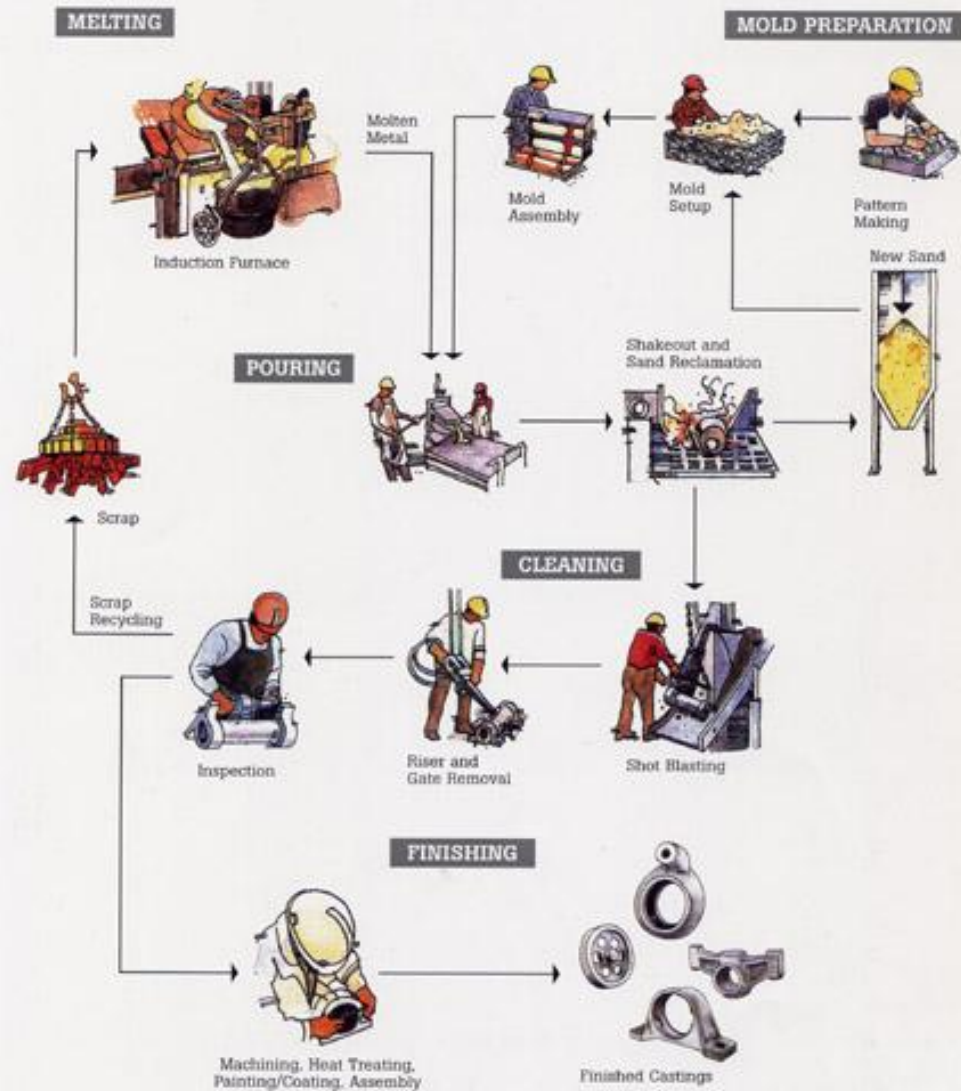 MELTING
MOLD PREPARATION
Molten
Metal
Induction Furnace
Mold
Assembly
Mold
Setup
Pattern
Making
New Sand
POURING
Shakeout and
Sand Reclamation
Scrap
CLEANING
Scrap
Recycling
Inspection
Riser and
Gate Removal
Shot Blasting
FINISHING
Machining, Heat Treating,
Painting/Coating, Assembly
Finished Castings